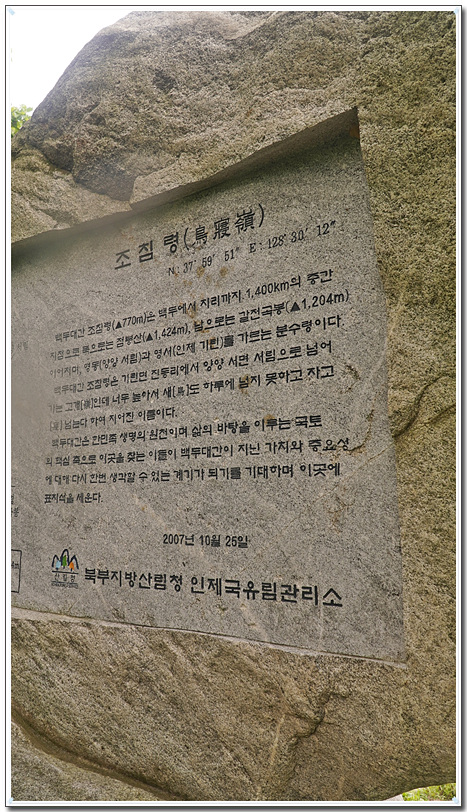 조침령(鳥寢嶺)
N : 37° 59′ 51″ E : 128° 30′ 12″
백두대간 조침령(▲770m)은 백두에서 지리까지 1,400km의 중간
지점으로 북으로는 점봉산(▲1,424m), 남으로는 갈전곡봉(▲1,204m)
이어지며, 영동(양양 서림)과 영서(인제 기린)를 가르는 분수령이다.
백두대간 조침령은 기린면 진동리에서 양양 서면 서림으로 넘어
가는 고개[嶺]인데 너무 높아서 새[鳥]도 하루에 넘지 못하고 자고
[寢] 넘는다 하여 지어진 이름이다.
백두대간은 한민족 생명의 원천이며 삶의 바탕을 이루는 국토
의 핵심 축으로 이곳을 찾는 이들이 백두대간이 지닌 가치와 중요성
에 대해 다시 한번 생각할 수 있는 계기가 되기를 기대하며 이곳에
표지석을 세운다.
2007년 10월 25일
산림청
북부지방산림청 인제국유림관리소